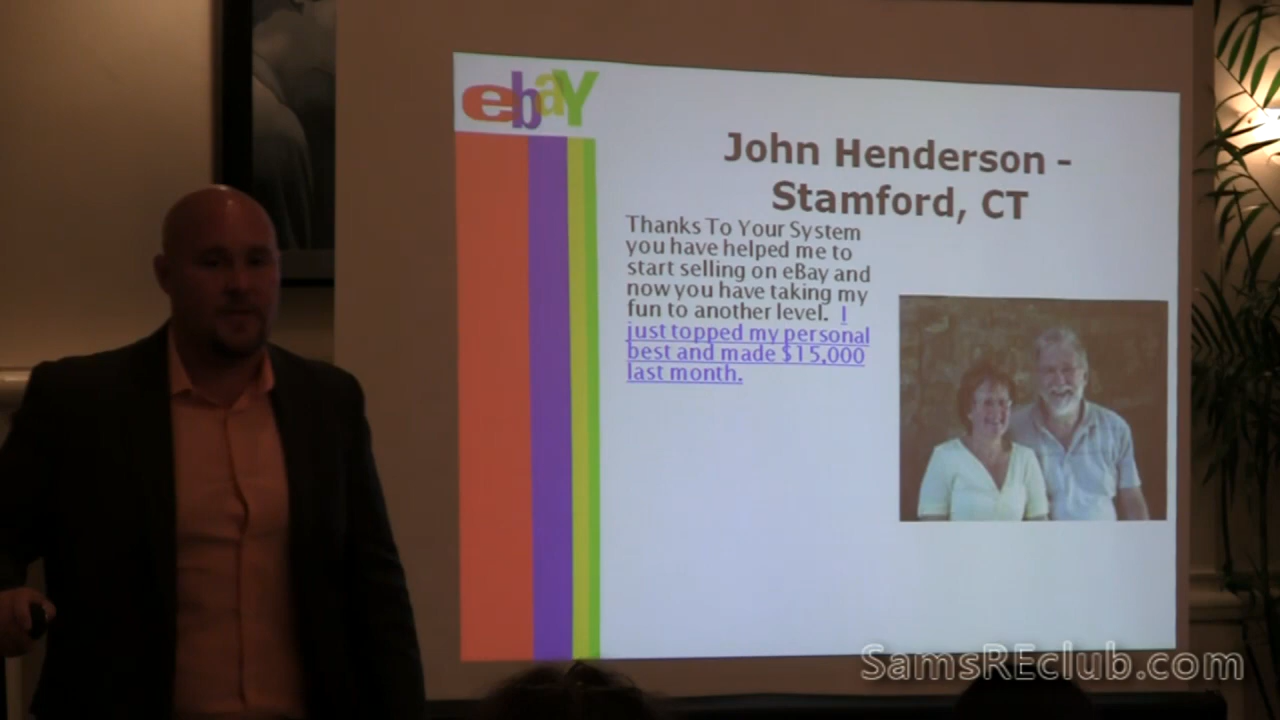 ebaY
John Henderson -
Stamford, CT
Thanks To Your System
you have helped me to
start selling on eBay and
now you have taking my
fun to another level. I
just topped my personal
best and made $15,000
last month.
SamsREclub.com